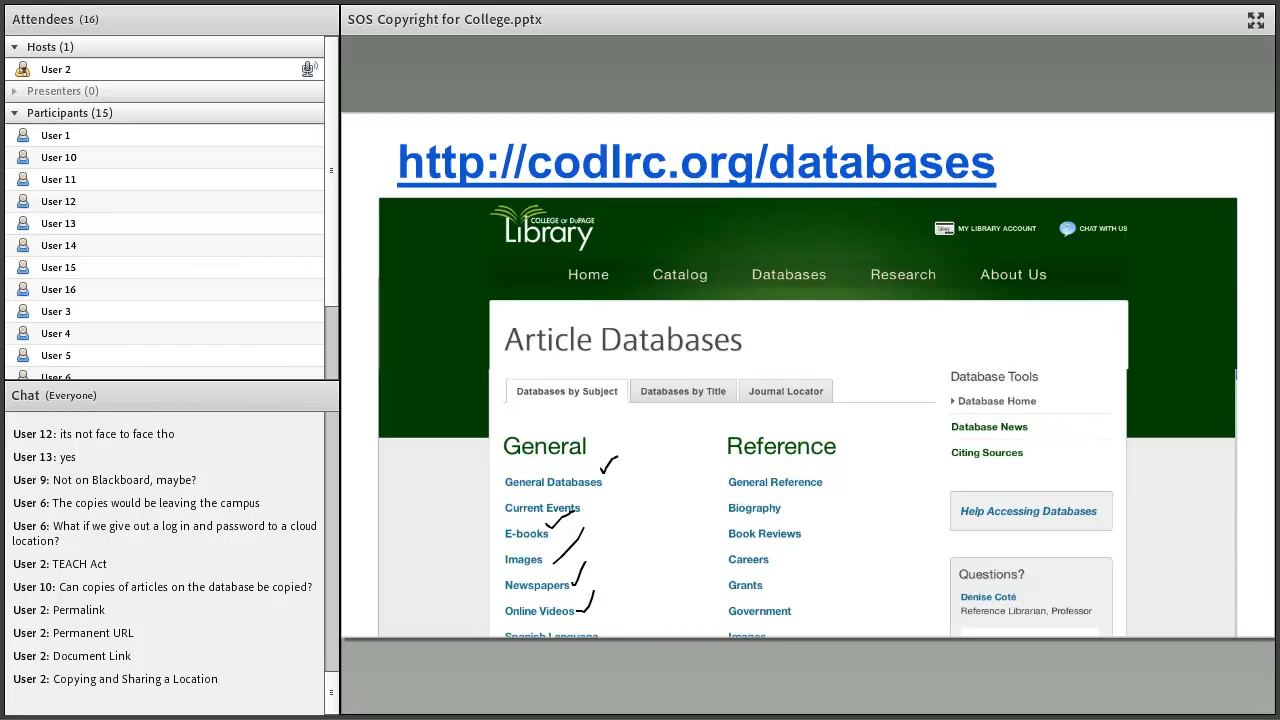 Attendees (16)
Hosts (1)
User 2
Presenters (0)
Participants (15)
User 1
User 10
User 11
User 12
User 13
User 14
User 15
User 16
User 3
User 4
User 5
User 6
Chat (Everyone)
User 12: its not face to face tho
User 13: yes
User 9: Not on Blackboard, maybe?
User 6: The copies would be leaving the campus
User 6: What if we give out a log in and password to a cloud
location?
User 2: TEACH Act
User 10: Can copies of articles on the database be copied?
User 2: Permalink
User 2: Permanent URL
User 2: Document Link
User 2: Copying and Sharing a Location
SOS Copyright for College.pptx
http://codlrc.org/databases
COLLEGE OF DUPAGE
Library
MY LIBRARY ACCOUNT
CHAT WITH US
Home Catalog Databases Research About Us
Article Databases
Databases by Subject Databases by Title Journal Locator
General
General Databases
Current Events
E-books
Images
Newspapers
Online Videos
Spanish Language
Reference
General Reference
Biography
Book Reviews
Careers
Grants
Government
Images
Database Tools
Database Home
Database News
Citing Sources
Help Accessing Databases
Questions?
Denise Coté
Reference Librarian, Professor